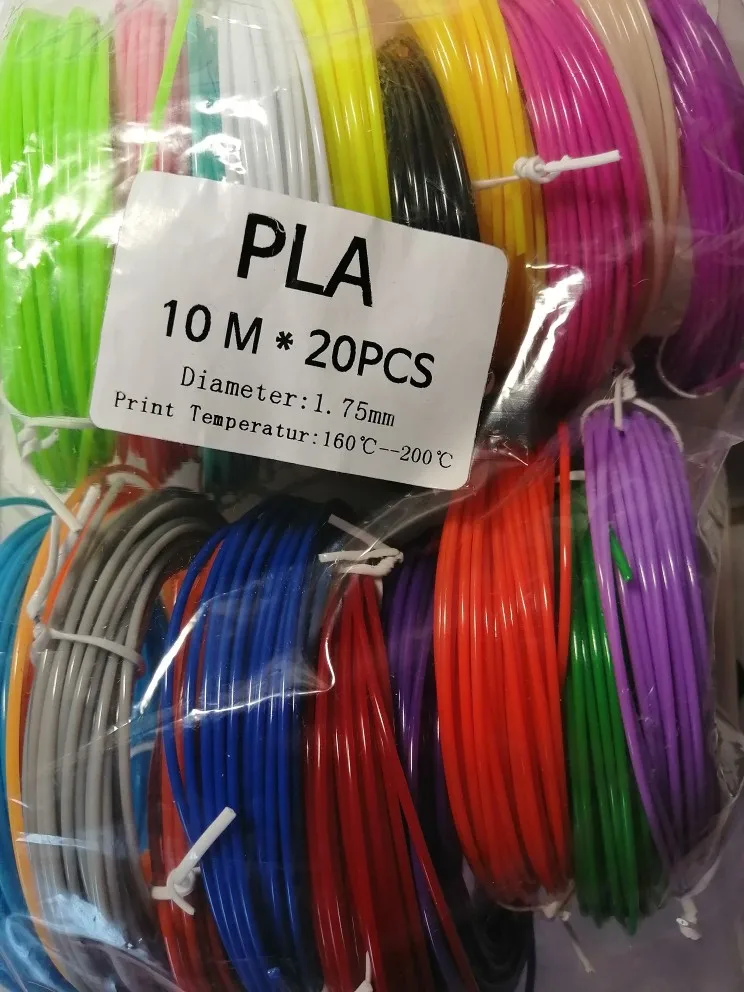 PLA
10 M * 20PCS
Diameter:1.75mm
Print Temperatur:160℃--200℃